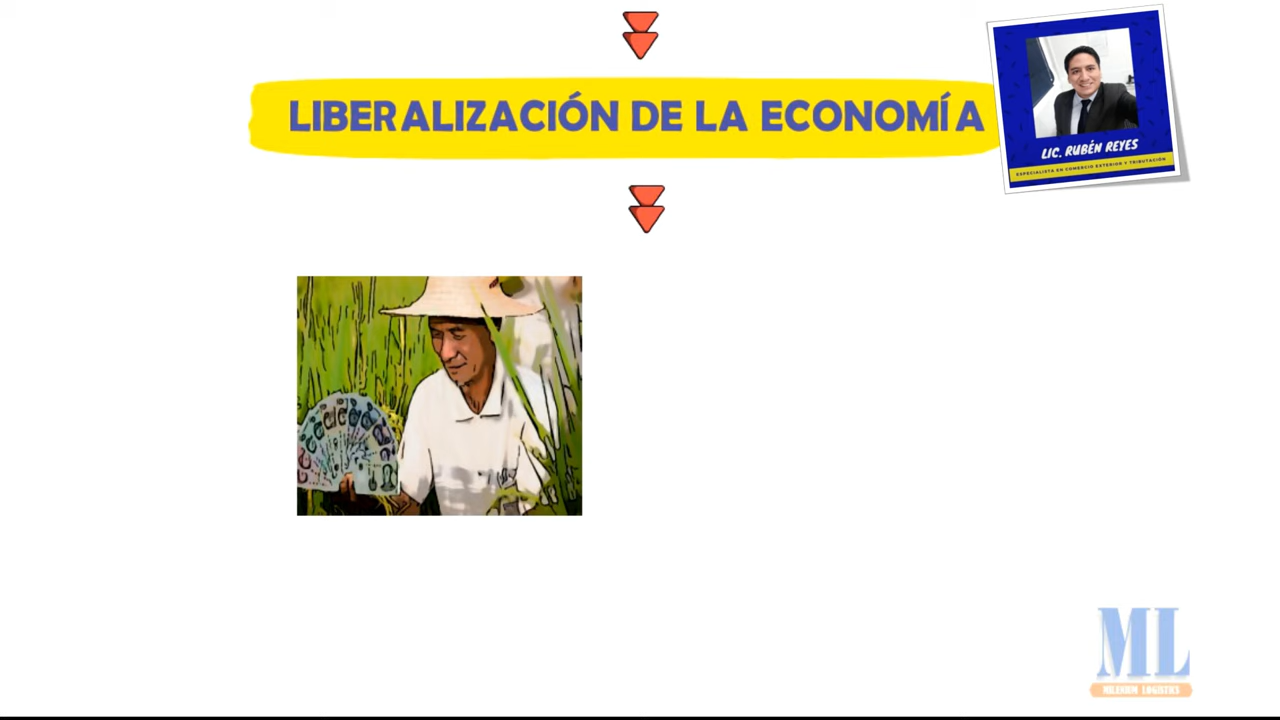 LIBERALIZACIÓN DE LA ECONOMÍA
LIC. RUBÉN REYES
ESPECIALISTA EN COMERCIO EXTERIOR Y TRIBUTACIÓN
ML
MILENIUM LOGISTICS